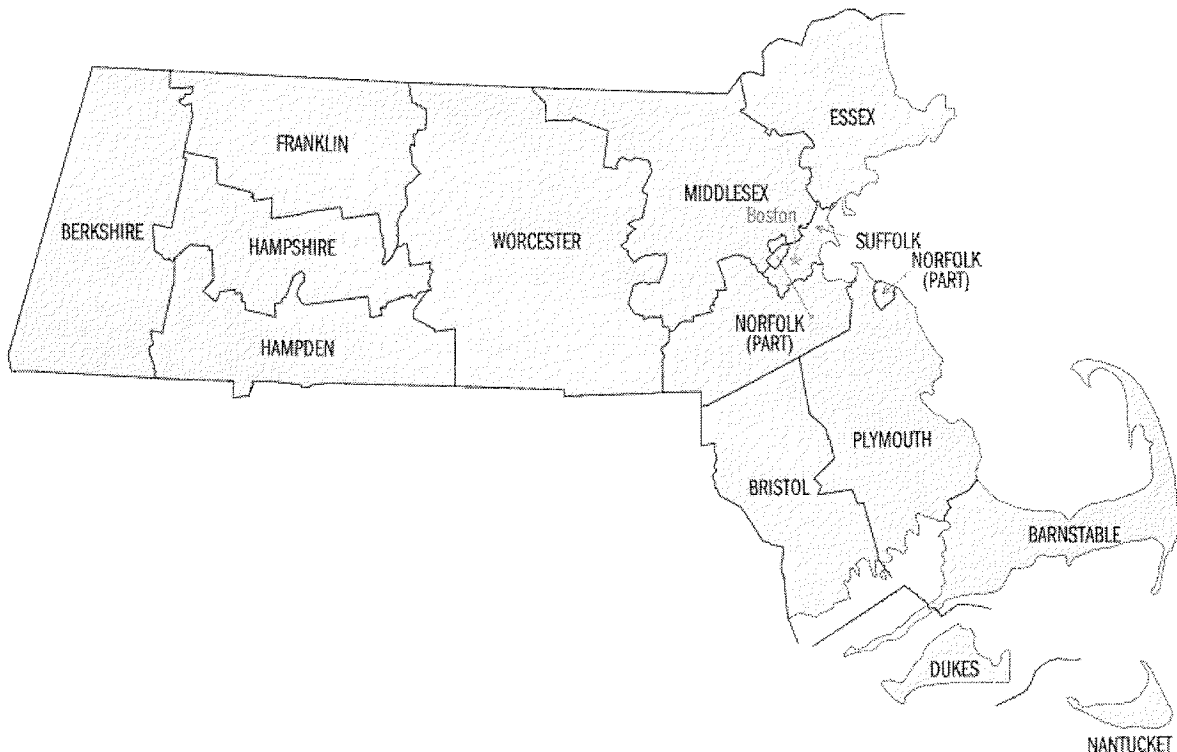 ESSEX
FRANKLIN
MIDDLESEX
Boston
BERKSHIRE
HAMPSHIRE
WORCESTER
SUFFOLK
NORFOLK
(PART)
NORFOLK
(PART)
HAMPDEN
PLYMOUTH
BRISTOL
BARNSTABLE
DUKES
NANTUCKET